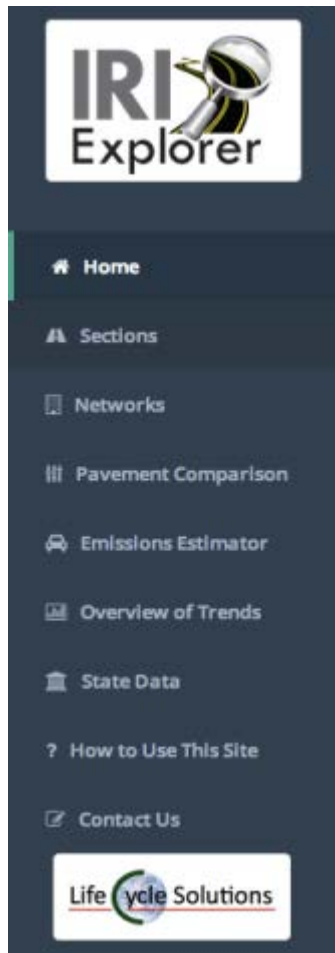 IRI
Explorer
Home
Sections
Networks
Pavement Comparison
Emissions Estimator
Overview of Trends
State Data
? How to Use This Site
Contact Us
Life Cycle Solutions